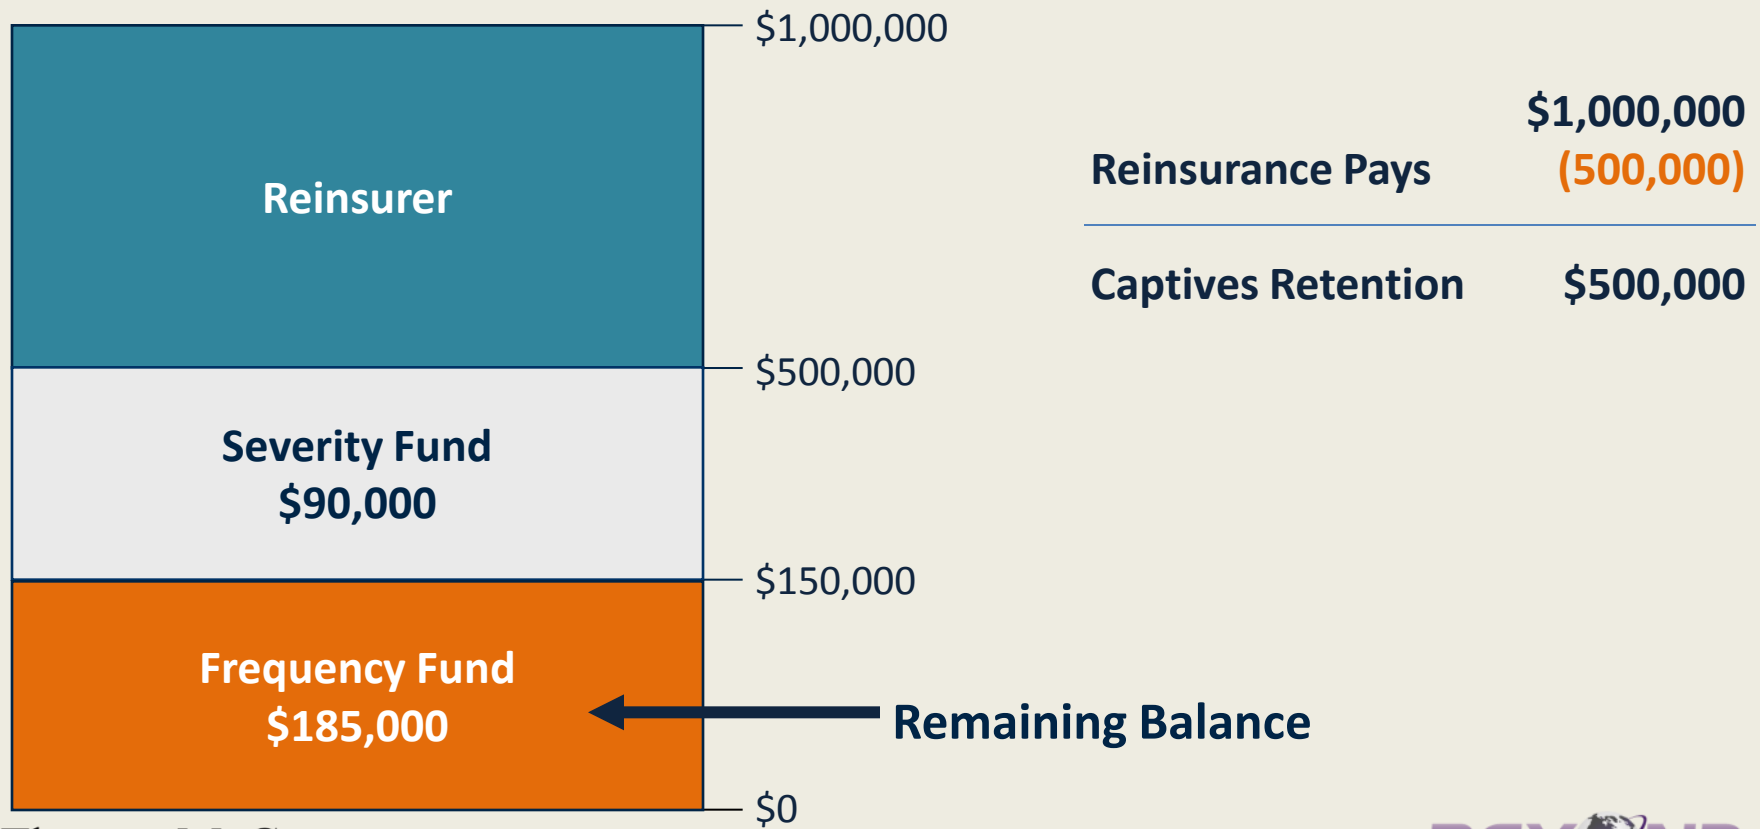 $1,000,000
Reinsurer
$500,000
Severity Fund
$90,000
$150,000
Frequency Fund
$185,000
Remaining Balance
$0
$1,000,000
Reinsurance Pays (500,000)
Captives Retention $500,000